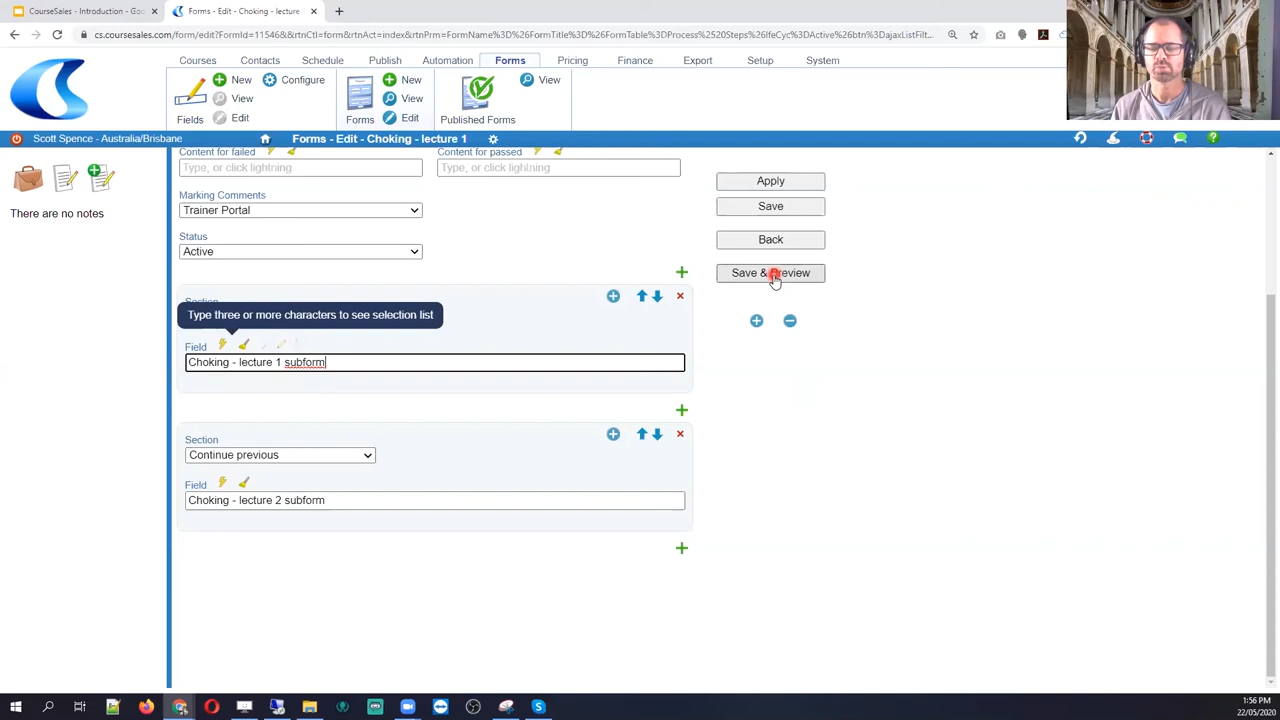 CourseSales - Introduction - Goo
Forms - Edit - Choking - lecture 1
cs.coursesales.com/form/edit?FormId=11546&&rtnCtl=form&rtnAct=index&rtnPrm=FormName%3D%26FormTitle%3D%26FormTable%3DProcess%2520Steps%26lfeCyc%3DActive%26btn%3DajaxListFilt...
Courses Contacts Schedule Publish Automation Forms Pricing Finance Export Setup System
New Configure New View
View View
Fields Edit Forms Edit Published Forms
Scott Spence - Australia/Brisbane Forms - Edit - Choking - lecture 1
There are no notes
Content for failed Content for passed
Type, or click lightning Type, or click lightning
Marking Comments
Trainer Portal
Status
Active
Apply
Save
Back
Save & Preview
Section
Type three or more characters to see selection list
Field
Choking - lecture 1 subform
Section
Continue previous
Field
Choking - lecture 2 subform
1:56 PM
22/05/2020